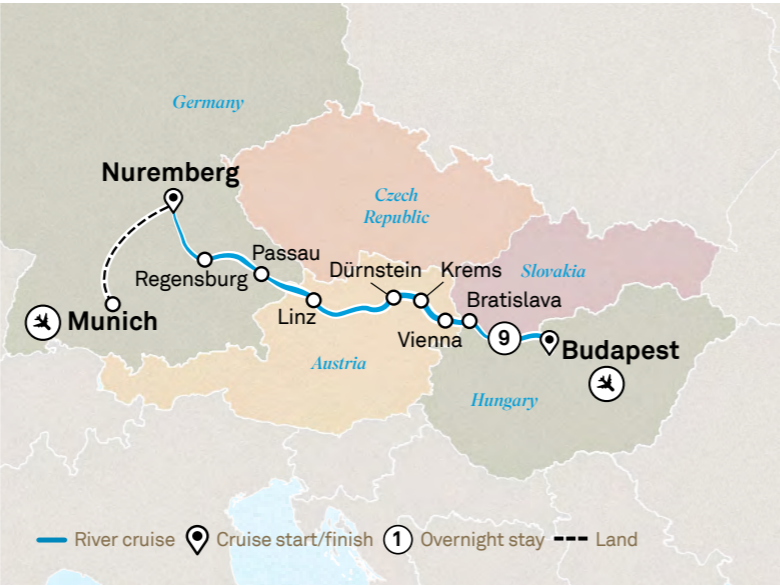 Germany
Nuremberg
Czech
Republic
Passau
Regensburg
Dürnstein
Krems
Slovakia
Bratislava
Linz
Munich
Vienna
9
Budapest
Austria
Hungary
River cruise
Cruise start/finish
1
Overnight stay
Land